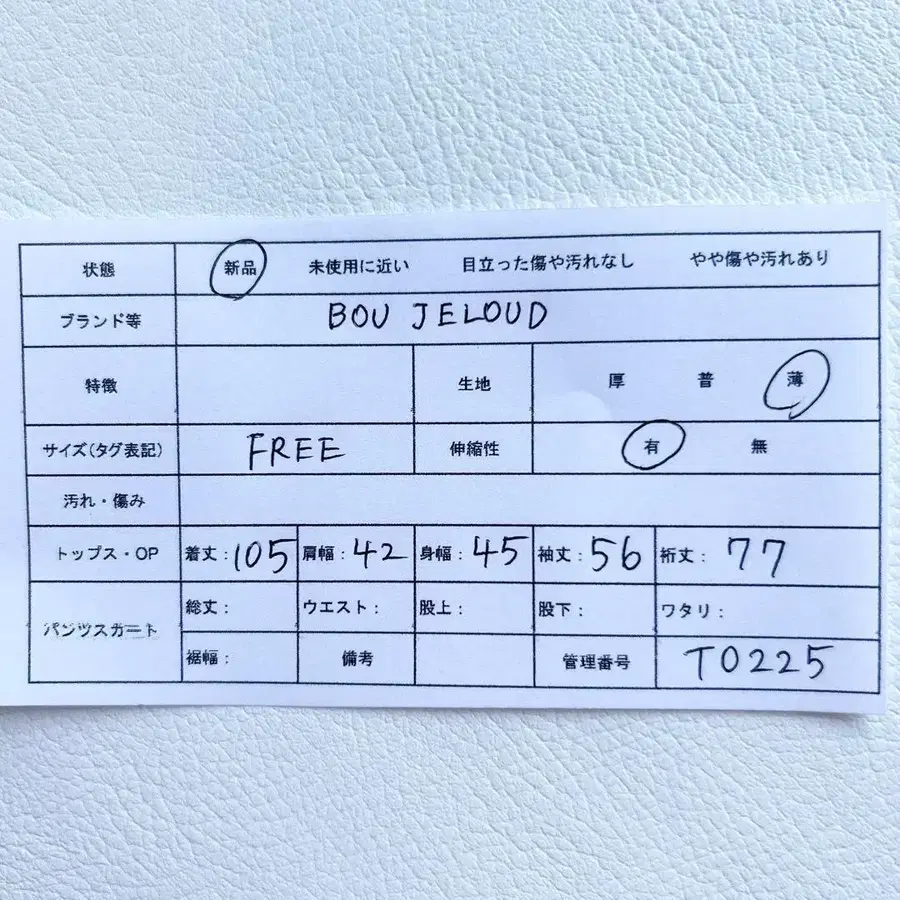 状態 新品 未使用に近い 目立った傷や汚れなし やや傷や汚れあり
ブランド等 BOU JELOUD
特徴 生地 厚 普 薄
サイズ(タグ表記) FREE 伸縮性 有 無
汚れ・傷み
トップス・OP 着丈:105 肩幅:42 身幅:45 袖丈:56 裄丈:77
パンツスカート 総丈: ウエスト: 股上: 股下: ワタリ:
裾幅: 備考 管理番号 T0225